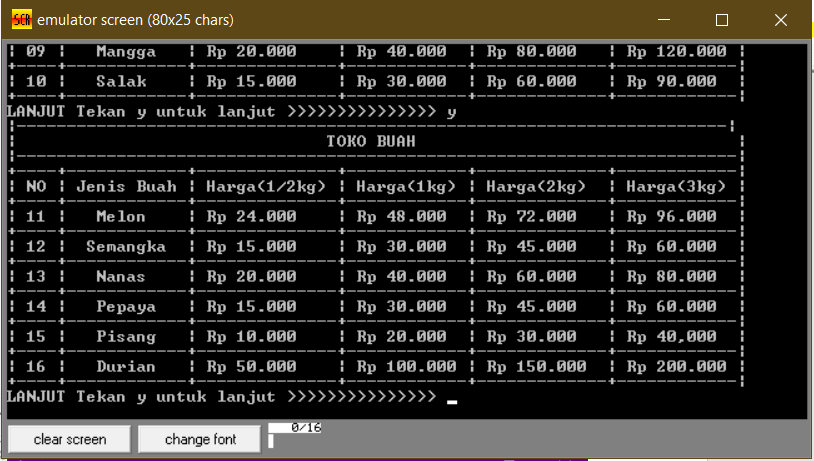 SCR emulator screen (80x25 chars)
| 09 | Mangga | Rp 20.000 | Rp 40.000 | Rp 80.000 | Rp 120.000 |
| 10 | Salak | Rp 15.000 | Rp 30.000 | Rp 60.000 | Rp 90.000 |
LANJUT Tekan y untuk lanjut >>>>>>>>>>>>>>> y
TOKO BUAH
| NO | Jenis Buah | Harga(1/2kg) | Harga(1kg) | Harga(2kg) | Harga(3kg) |
| 11 | Melon | Rp 24.000 | Rp 48.000 | Rp 72.000 | Rp 96.000 |
| 12 | Semangka | Rp 15.000 | Rp 30.000 | Rp 45.000 | Rp 60.000 |
| 13 | Nanas | Rp 20.000 | Rp 40.000 | Rp 60.000 | Rp 80.000 |
| 14 | Pepaya | Rp 15.000 | Rp 30.000 | Rp 45.000 | Rp 60.000 |
| 15 | Pisang | Rp 10.000 | Rp 20.000 | Rp 30.000 | Rp 40,000 |
| 16 | Durian | Rp 50.000 | Rp 100.000 | Rp 150.000 | Rp 200.000 |
LANJUT Tekan y untuk lanjut >>>>>>>>>>>>>>> _
clear screen change font 0/16